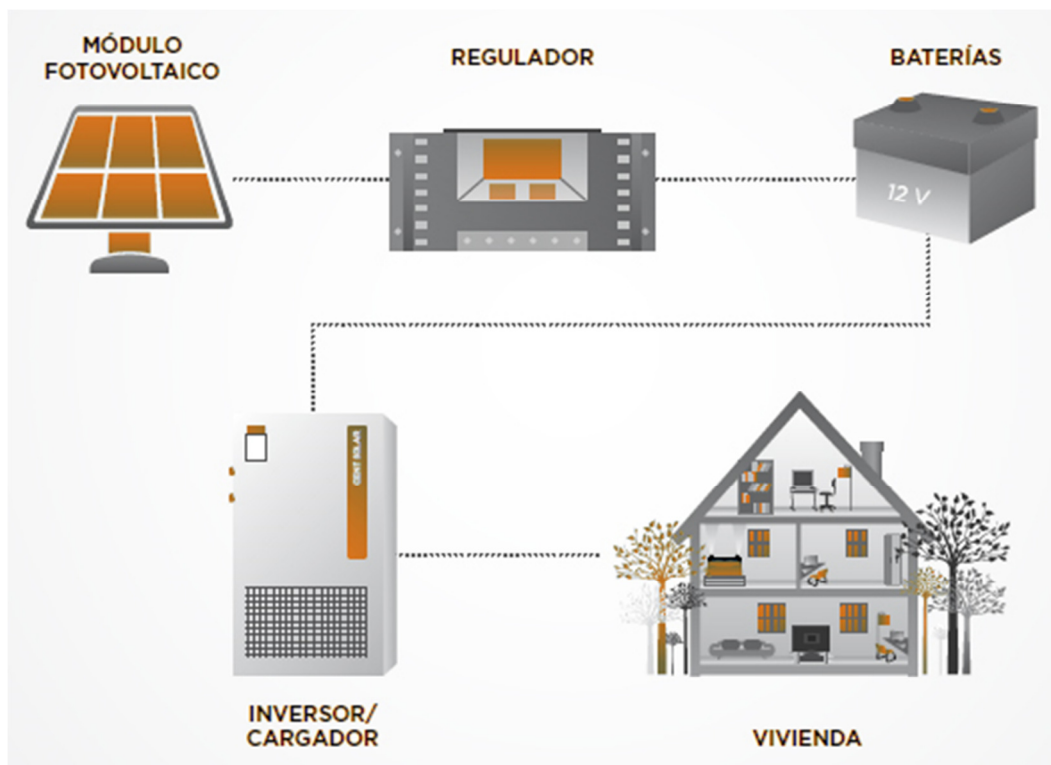 MÓDULO
FOTOVOLTAICO
REGULADOR
BATERÍAS
12 V
INVERSOR/
CARGADOR
VIVIENDA